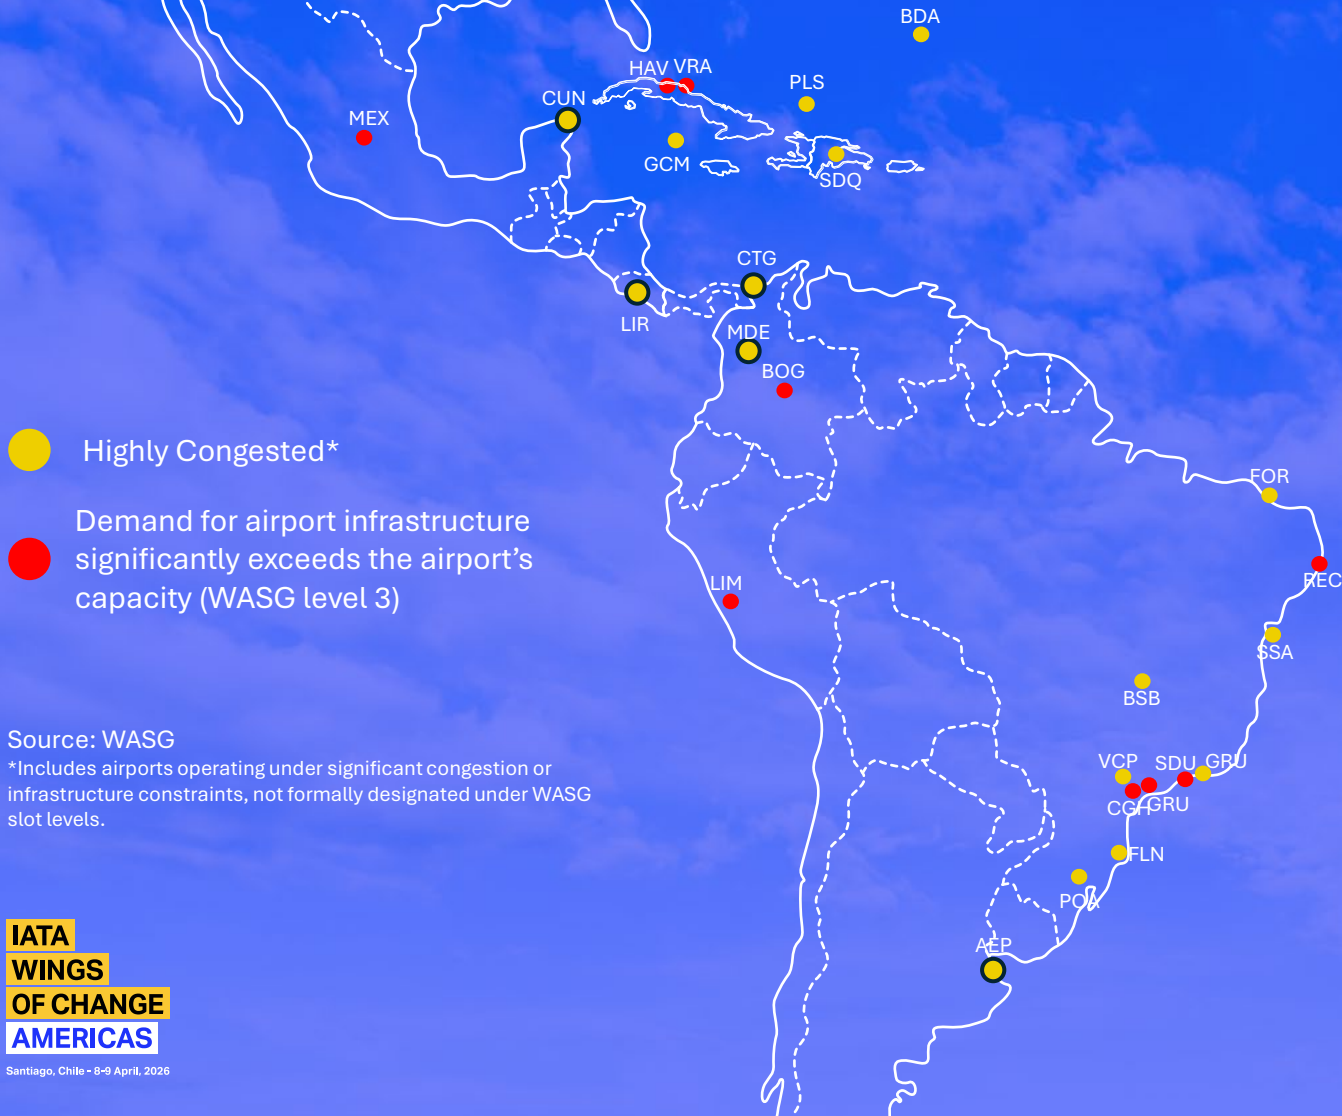 BDA
HAV VRA
PLS
CUN
MEX
GCM
SDQ
CTG
LIR
MDE
BOG
Highly Congested*
FOR
Demand for airport infrastructure
significantly exceeds the airport's
capacity (WASG level 3)
LIM
REC
SSA
BSB
Source: WASG
*Includes airports operating under significant congestion or
infrastructure constraints, not formally designated under WASG
slot levels.
VCP
SDU
GRU
CGH
GRU
FLN
POA
AEP
IATA
WINGS
OF CHANGE
AMERICAS
Santiago, Chile - 8-9 April, 2026